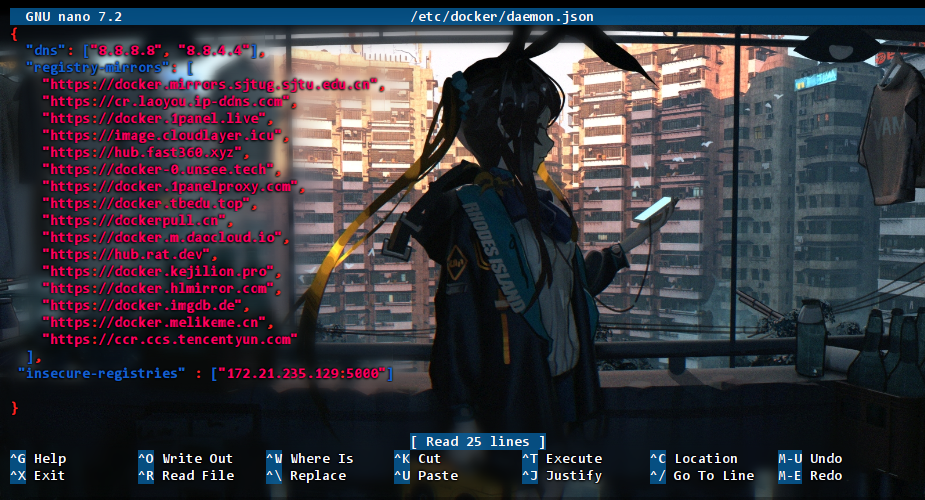 GNU nano 7.2 /etc/docker/daemon.json
{
"dns": ["8.8.8.8", "8.8.4.4"],
"registry-mirrors": [
"https://docker.mirrors.sjtug.sjtu.edu.cn",
"https://cr.laoyou.ip-ddns.com",
"https://docker.1panel.live",
"https://image.cloudlayer.icu",
"https://hub.fast360.xyz",
"https://docker-0.unsee.tech",
"https://docker.1panelproxy.com",
"https://docker.tbedu.top",
"https://dockerpull.cn",
"https://docker.m.daocloud.io",
"https://hub.rat.dev",
"https://docker.kejilion.pro",
"https://docker.hlmirror.com",
"https://docker.imgdb.de",
"https://docker.melikeme.cn",
"https://ccr.ccs.tencentyun.com"
],
"insecure-registries" : ["172.21.235.129:5000"]
}
RHODES ISLAND
[ Read 25 lines ]
^G Help ^O Write Out ^W Where Is ^K Cut ^T Execute ^C Location M-U Undo
^X Exit ^R Read File ^\ Replace ^U Paste ^J Justify ^/ Go To Line M-E Redo